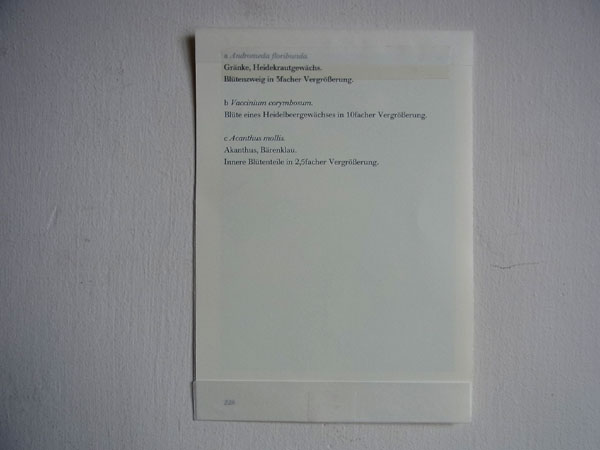 a Andromeda floribunda.
Gränke, Heidekrautgewächs.
Blütenzweig in 5facher Vergrößerung.
b Vaccinium corymbosum.
Blüte eines Heidelbeergewächses in 10facher Vergrößerung.
c Acanthus mollis.
Akanthus, Bärenklau.
Innere Blütenteile in 2,5facher Vergrößerung.